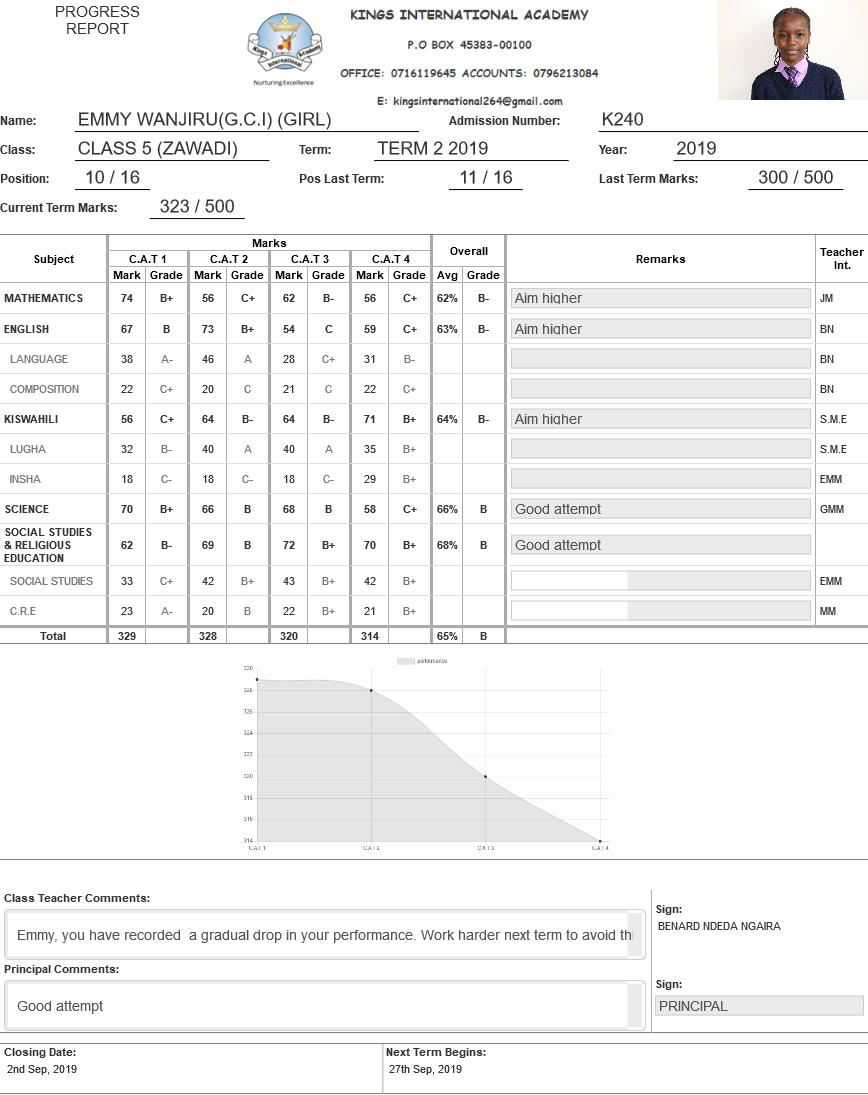 PROGRESS
REPORT
Kings International Academy
Nurturing Excellence
KINGS INTERNATIONAL ACADEMY
P.O BOX 45383-00100
OFFICE: 0716119645 ACCOUNTS: 0796213084
E: kingsinternational264@gmail.com
Name: EMMY WANJIRU(G.C.I) (GIRL) Admission Number: K240
Class: CLASS 5 (ZAWADI) Term: TERM 2 2019 Year: 2019
Position: 10 / 16 Pos Last Term: 11 / 16 Last Term Marks: 300 / 500
Current Term Marks: 323 / 500
Subject Marks Overall Remarks Teacher Int.
C.A.T 1 C.A.T 2 C.A.T 3 C.A.T 4
Mark Grade Mark Grade Mark Grade Mark Grade Avg Grade
MATHEMATICS 74 B+ 56 C+ 62 B- 56 C+ 62% B- Aim higher JM
ENGLISH 67 B 73 B+ 54 C 59 C+ 63% B- Aim higher BN
LANGUAGE 38 A- 46 A 28 C+ 31 B- BN
COMPOSITION 22 C+ 20 C 21 C 22 C+ BN
KISWAHILI 56 C+ 64 B- 64 B- 71 B+ 64% B- Aim higher S.M.E
LUGHA 32 B- 40 A 40 A 35 B+ S.M.E
INSHA 18 C- 18 C- 18 C- 29 B+ EMM
SCIENCE 70 B+ 66 B 68 B 58 C+ 66% B Good attempt GMM
SOCIAL STUDIES
& RELIGIOUS
EDUCATION 62 B- 69 B 72 B+ 70 B+ 68% B Good attempt
SOCIAL STUDIES 33 C+ 42 B+ 43 B+ 42 B+ EMM
C.R.E 23 A- 20 B 22 B+ 21 B+ MM
Total 329 328 320 314 65% B
performance
330
328
326
324
322
320
318
316
314
C.A.T 1 C.A.T 2 C.A.T 3 C.A.T 4
Class Teacher Comments:
Emmy, you have recorded a gradual drop in your performance. Work harder next term to avoid thi
Sign:
BENARD NDEDA NGAIRA
Principal Comments:
Good attempt
Sign:
PRINCIPAL
Closing Date:
2nd Sep, 2019
Next Term Begins:
27th Sep, 2019